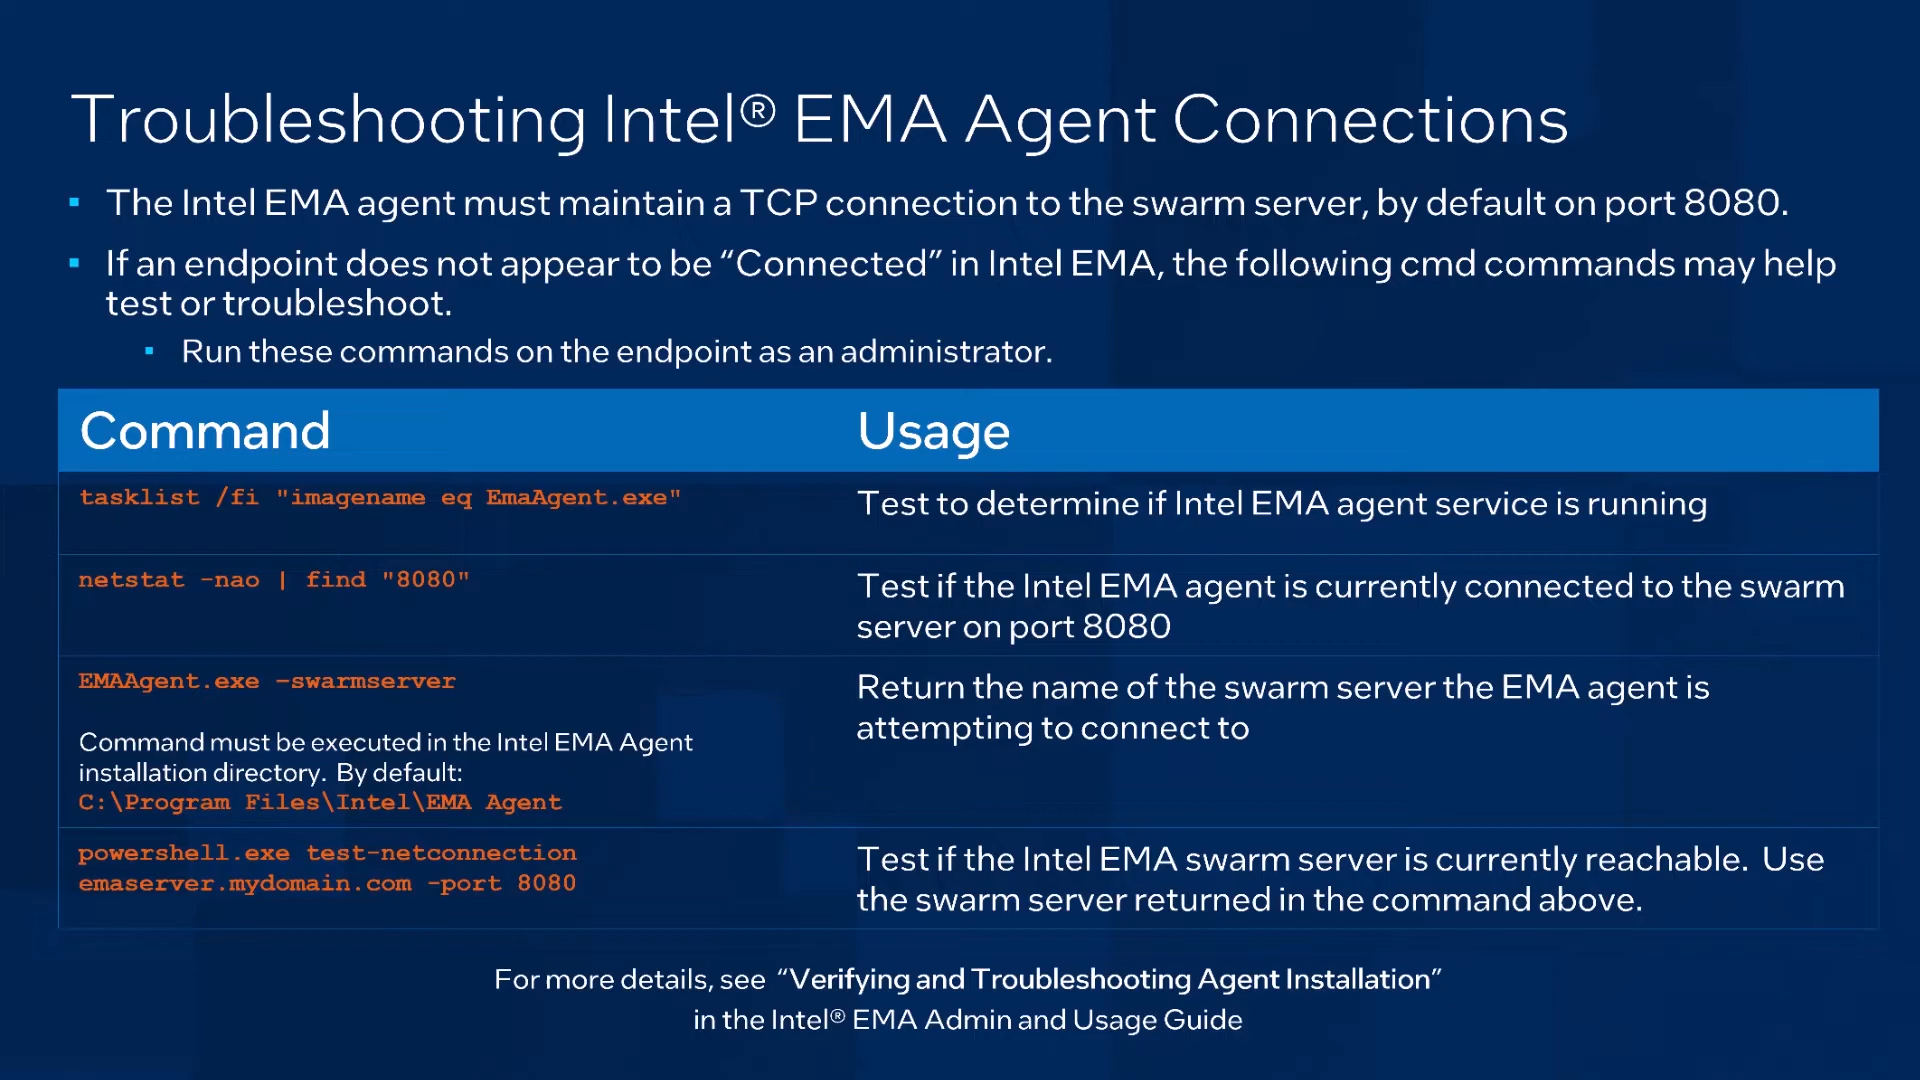 Troubleshooting Intel® EMA Agent Connections
▪ The Intel EMA agent must maintain a TCP connection to the swarm server, by default on port 8080.
▪ If an endpoint does not appear to be “Connected” in Intel EMA, the following cmd commands may help
test or troubleshoot.
▪ Run these commands on the endpoint as an administrator.
Command
Usage
tasklist /fi "imagename eq EmaAgent.exe"
Test to determine if Intel EMA agent service is running
netstat -nao | find "8080"
Test if the Intel EMA agent is currently connected to the swarm
server on port 8080
EMAAgent.exe –swarmserver
Command must be executed in the Intel EMA Agent
installation directory. By default:
C:\Program Files\Intel\EMA Agent
Return the name of the swarm server the EMA agent is
attempting to connect to
powershell.exe test-netconnection
emaserver.mydomain.com -port 8080
Test if the Intel EMA swarm server is currently reachable. Use
the swarm server returned in the command above.
For more details, see “Verifying and Troubleshooting Agent Installation”
in the Intel® EMA Admin and Usage Guide